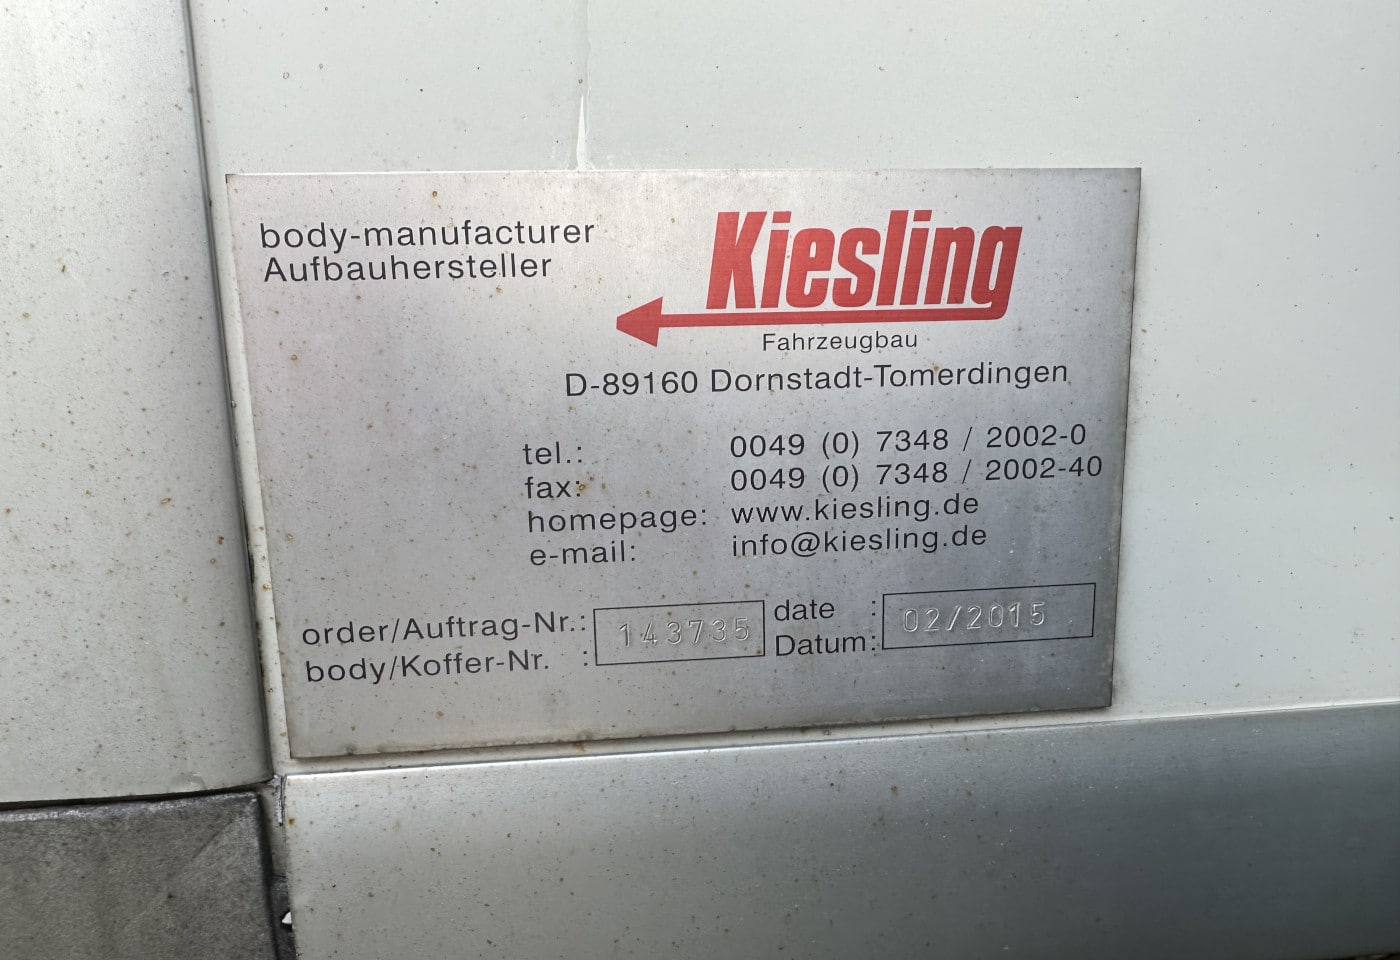 body-manufacturer
Aufbauhersteller
Kiesling
Fahrzeugbau
D-89160 Dornstadt-Tomerdingen
tel.: 0049 (0) 7348 / 2002-0
fax: 0049 (0) 7348 / 2002-40
homepage: www.kiesling.de
e-mail: info@kiesling.de
order/Auftrag-Nr.: 143735 date : 02/2015
body/Koffer-Nr. : Datum: